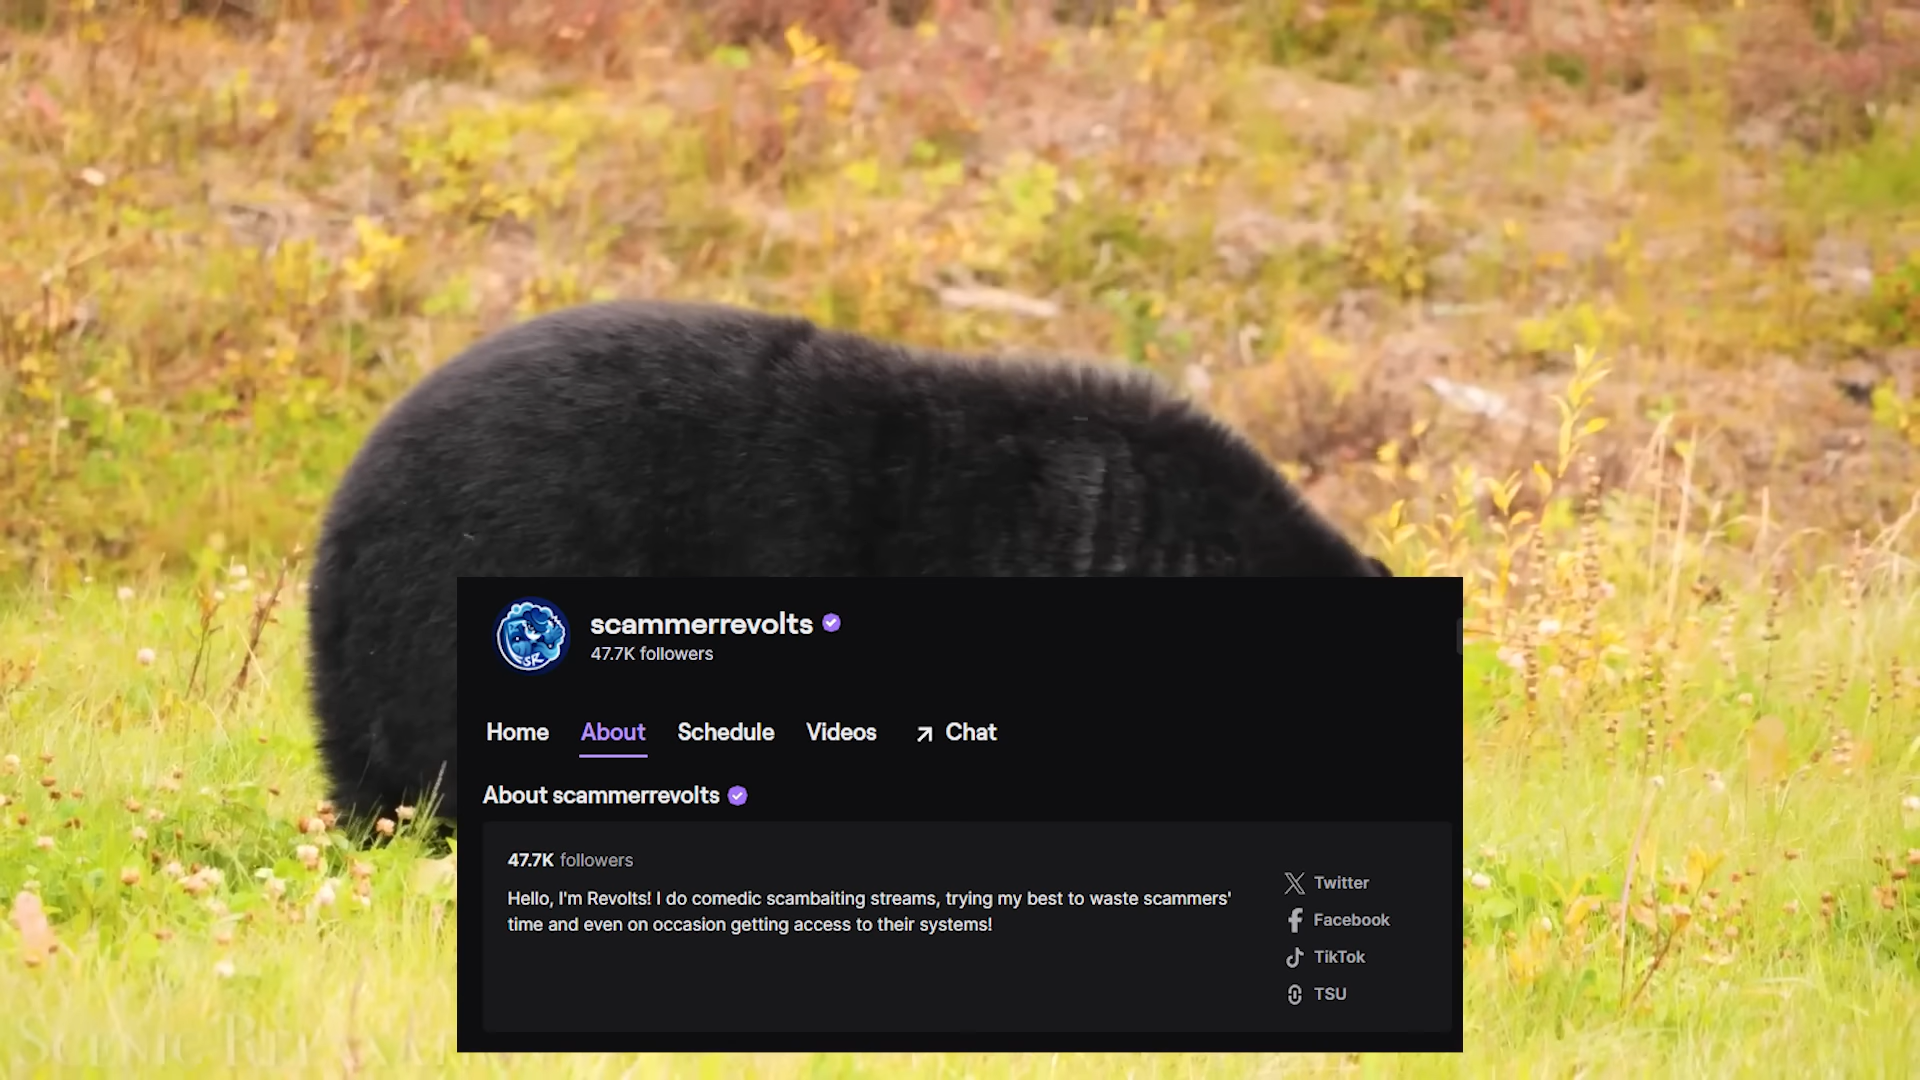 scammerrevolts
47.7K followers
SR
Home About Schedule Videos Chat
About scammerrevolts
47.7K followers
Hello, I'm Revolts! I do comedic scambaiting streams, trying my best to waste scammers'
time and even on occasion getting access to their systems!
Twitter
Facebook
TikTok
TSU